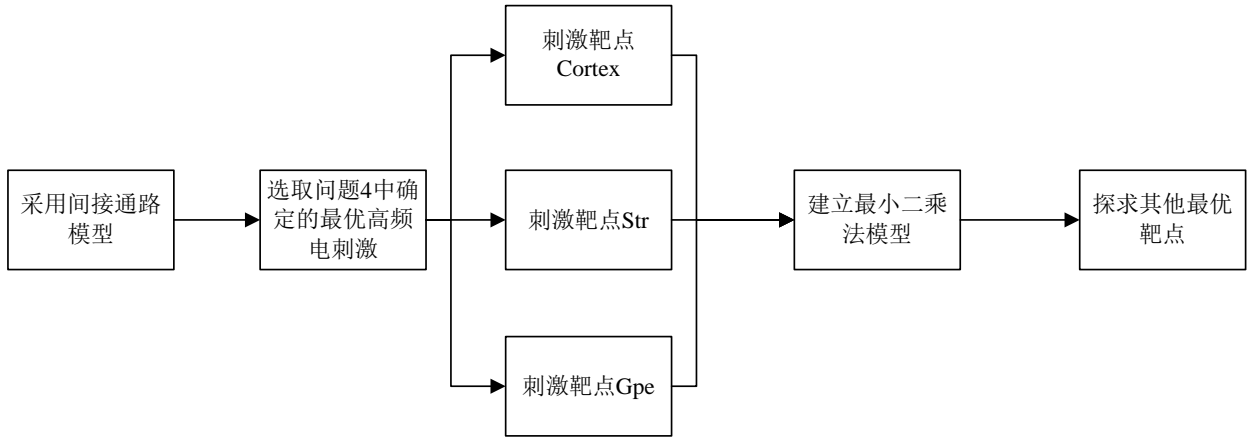 采用间接通路
模型
选取问题4中确
定的最优高频
电刺激
刺激靶点
Cortex
刺激靶点Str
刺激靶点Gpe
建立最小二乘
法模型
探求其他最优
靶点